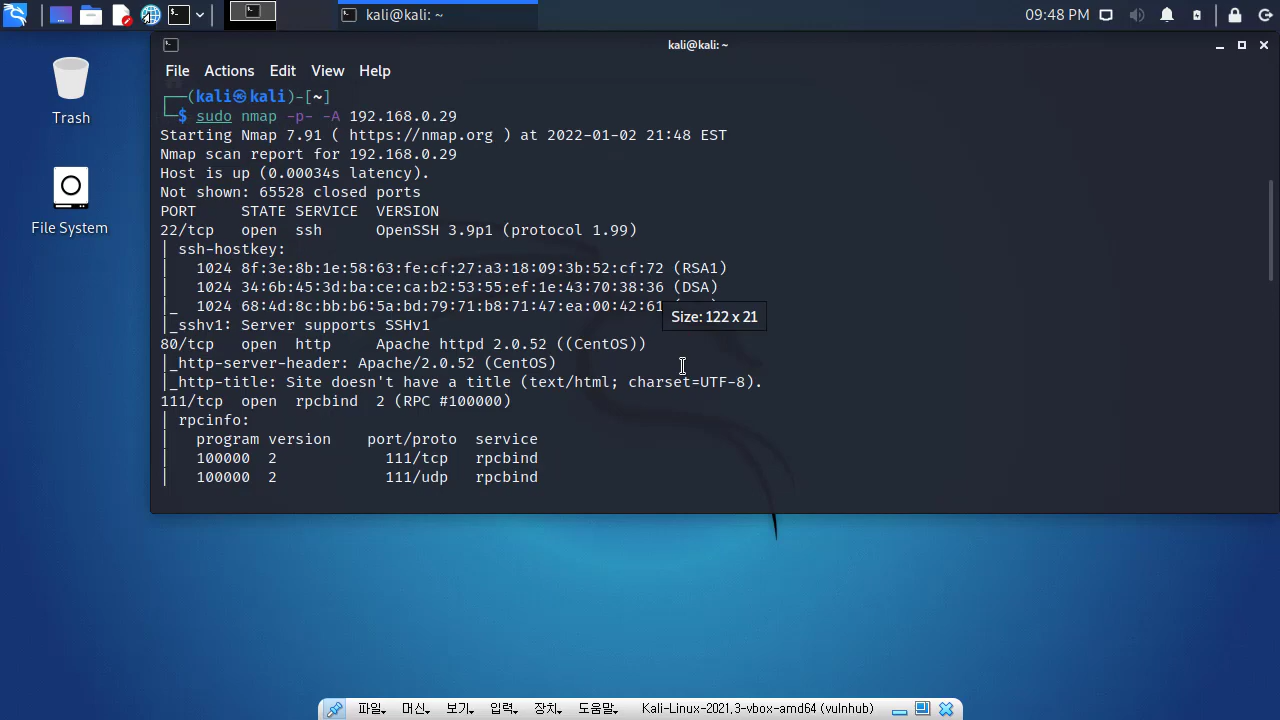 kali@kali: ~
09:48 PM
Trash
File System
kali@kali: ~
File Actions Edit View Help
┌──(kali㉿kali)-[~]
└─$ sudo nmap -p- -A 192.168.0.29
Starting Nmap 7.91 ( https://nmap.org ) at 2022-01-02 21:48 EST
Nmap scan report for 192.168.0.29
Host is up (0.00034s latency).
Not shown: 65528 closed ports
PORT     STATE SERVICE  VERSION
22/tcp   open  ssh      OpenSSH 3.9p1 (protocol 1.99)
| ssh-hostkey:
|   1024 8f:3e:8b:1e:58:63:fe:cf:27:a3:18:09:3b:52:cf:72 (RSA1)
|   1024 34:6b:45:3d:ba:ce:ca:b2:53:55:ef:1e:43:70:38:36 (DSA)
|_  1024 68:4d:8c:bb:b6:5a:bd:79:71:b8:71:47:ea:00:42:61
Size: 122 x 21
|_sshv1: Server supports SSHv1
80/tcp   open  http     Apache httpd 2.0.52 ((CentOS))
|_http-server-header: Apache/2.0.52 (CentOS)
|_http-title: Site doesn't have a title (text/html; charset=UTF-8).
111/tcp  open  rpcbind  2 (RPC #100000)
| rpcinfo:
|   program version    port/proto  service
|   100000  2            111/tcp   rpcbind
|   100000  2            111/udp   rpcbind
파일 머신 보기 입력 장치 도움말 Kali-Linux-2021,3-vbox-amd64 (vulnhub)